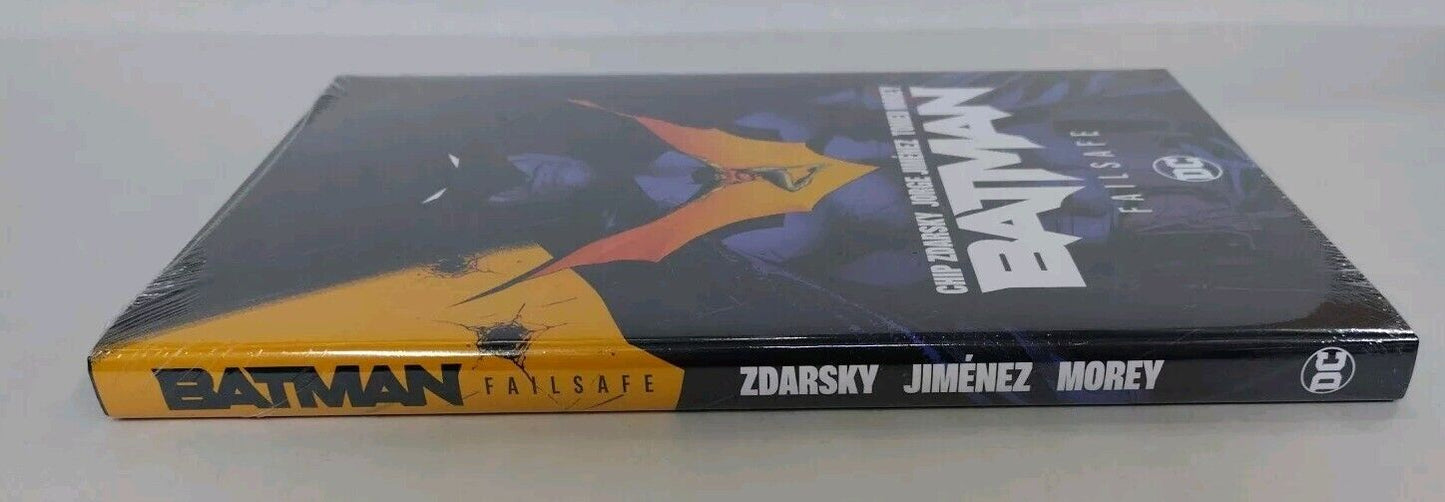 CHIP ZDARSKY JORGE JIMÉNEZ TOMEU MOREY
BATMAN
FAILSAFE
DC
BATMAN FAILSAFE ZDARSKY JIMÉNEZ MOREY DC